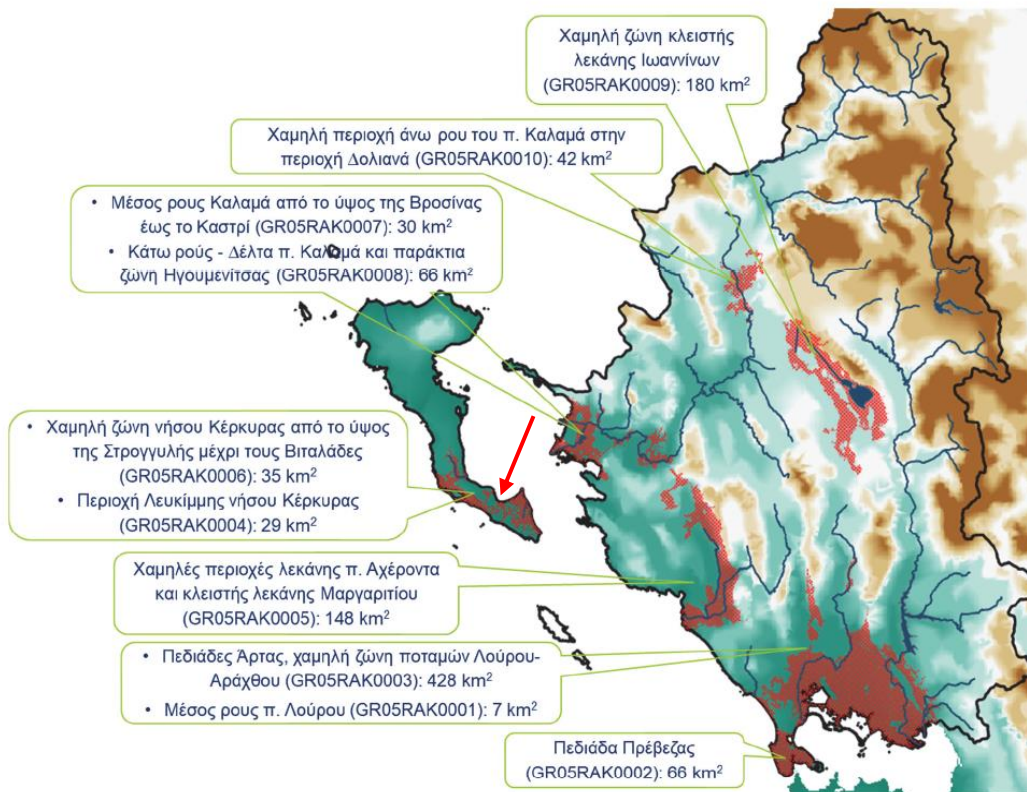 Χαμηλή ζώνη κλειστής
λεκάνης Ιωαννίνων
(GR05RAK0009): 180 km²
Χαμηλή περιοχή άνω ρου του π. Καλαμά στην
περιοχή Δολιανά (GR05RAK0010): 42 km²
• Μέσος ρους Καλαμά από το ύψος της Βροσίνας
έως το Καστρί (GR05RAK0007): 30 km²
• Κάτω ρούς - Δέλτα π. Καλαμά και παράκτια
ζώνη Ηγουμενίτσας (GR05RAK0008): 66 km²
• Χαμηλή ζώνη νήσου Κέρκυρας από το ύψος
της Στρογγυλής μέχρι τους Βιταλάδες
(GR05RAK0006): 35 km²
• Περιοχή Λευκίμμης νήσου Κέρκυρας
(GR05RAK0004): 29 km²
Χαμηλές περιοχές λεκάνης π. Αχέροντα
και κλειστής λεκάνης Μαργαριτίου
(GR05RAK0005): 148 km²
• Πεδιάδες Άρτας, χαμηλή ζώνη ποταμών Λούρου-
Αράχθου (GR05RAK0003): 428 km²
• Μέσος ρους π. Λούρου (GR05RAK0001): 7 km²
Πεδιάδα Πρέβεζας
(GR05RAK0002): 66 km²